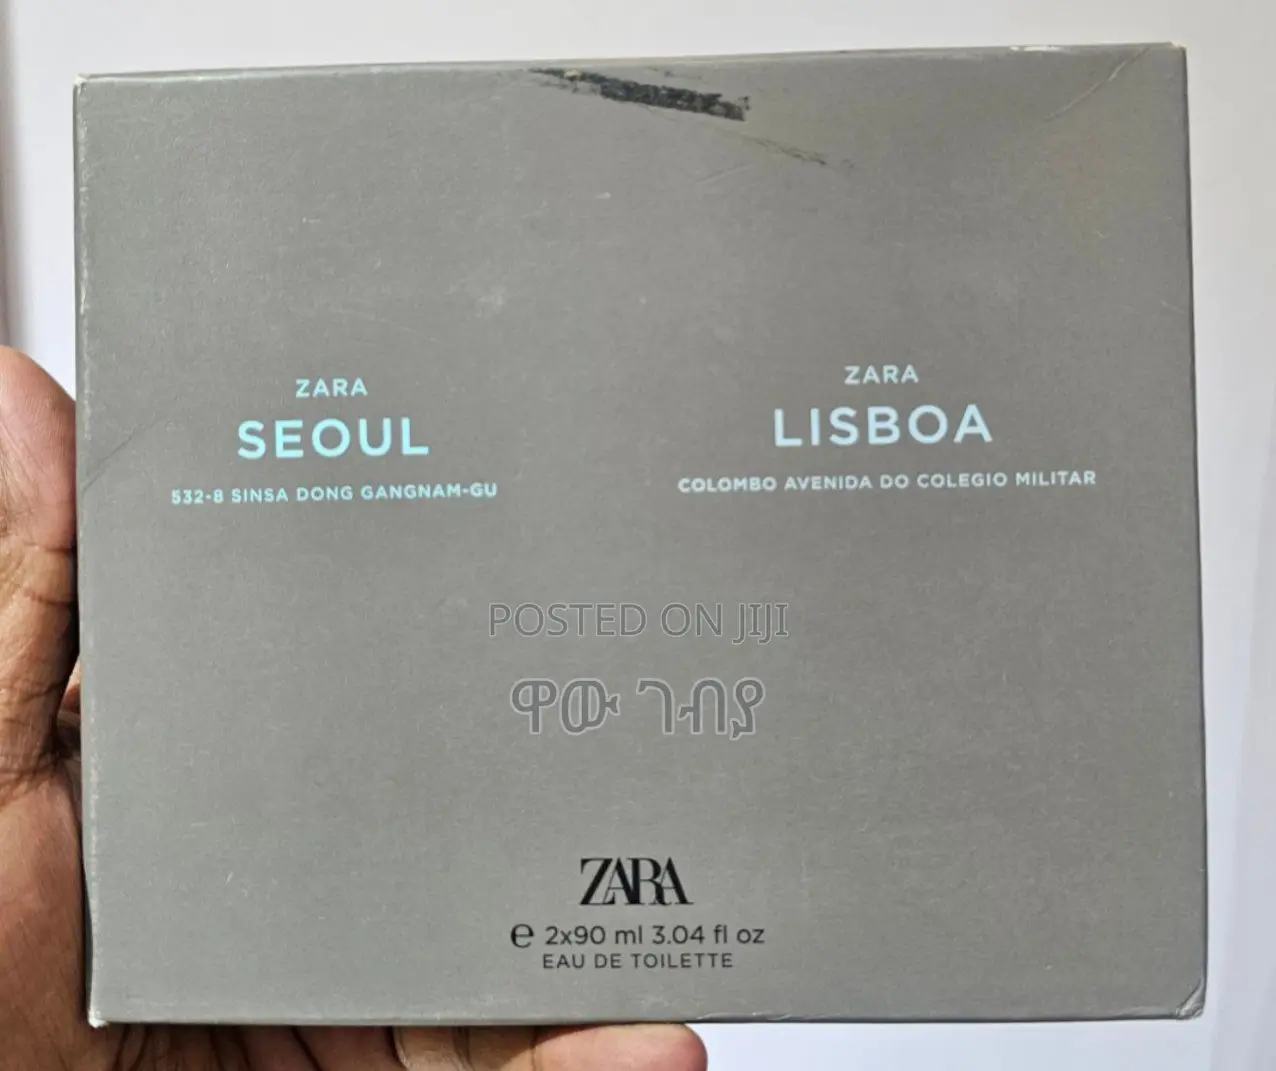 ZARA
SEOUL
532-8 SINSA DONG GANGNAM-GU
ZARA
LISBOA
COLOMBO AVENIDA DO COLEGIO MILITAR
POSTED ON JIJI
ዋው ገብያ
ZARA
e 2x90 ml 3.04 fl oz
EAU DE TOILETTE